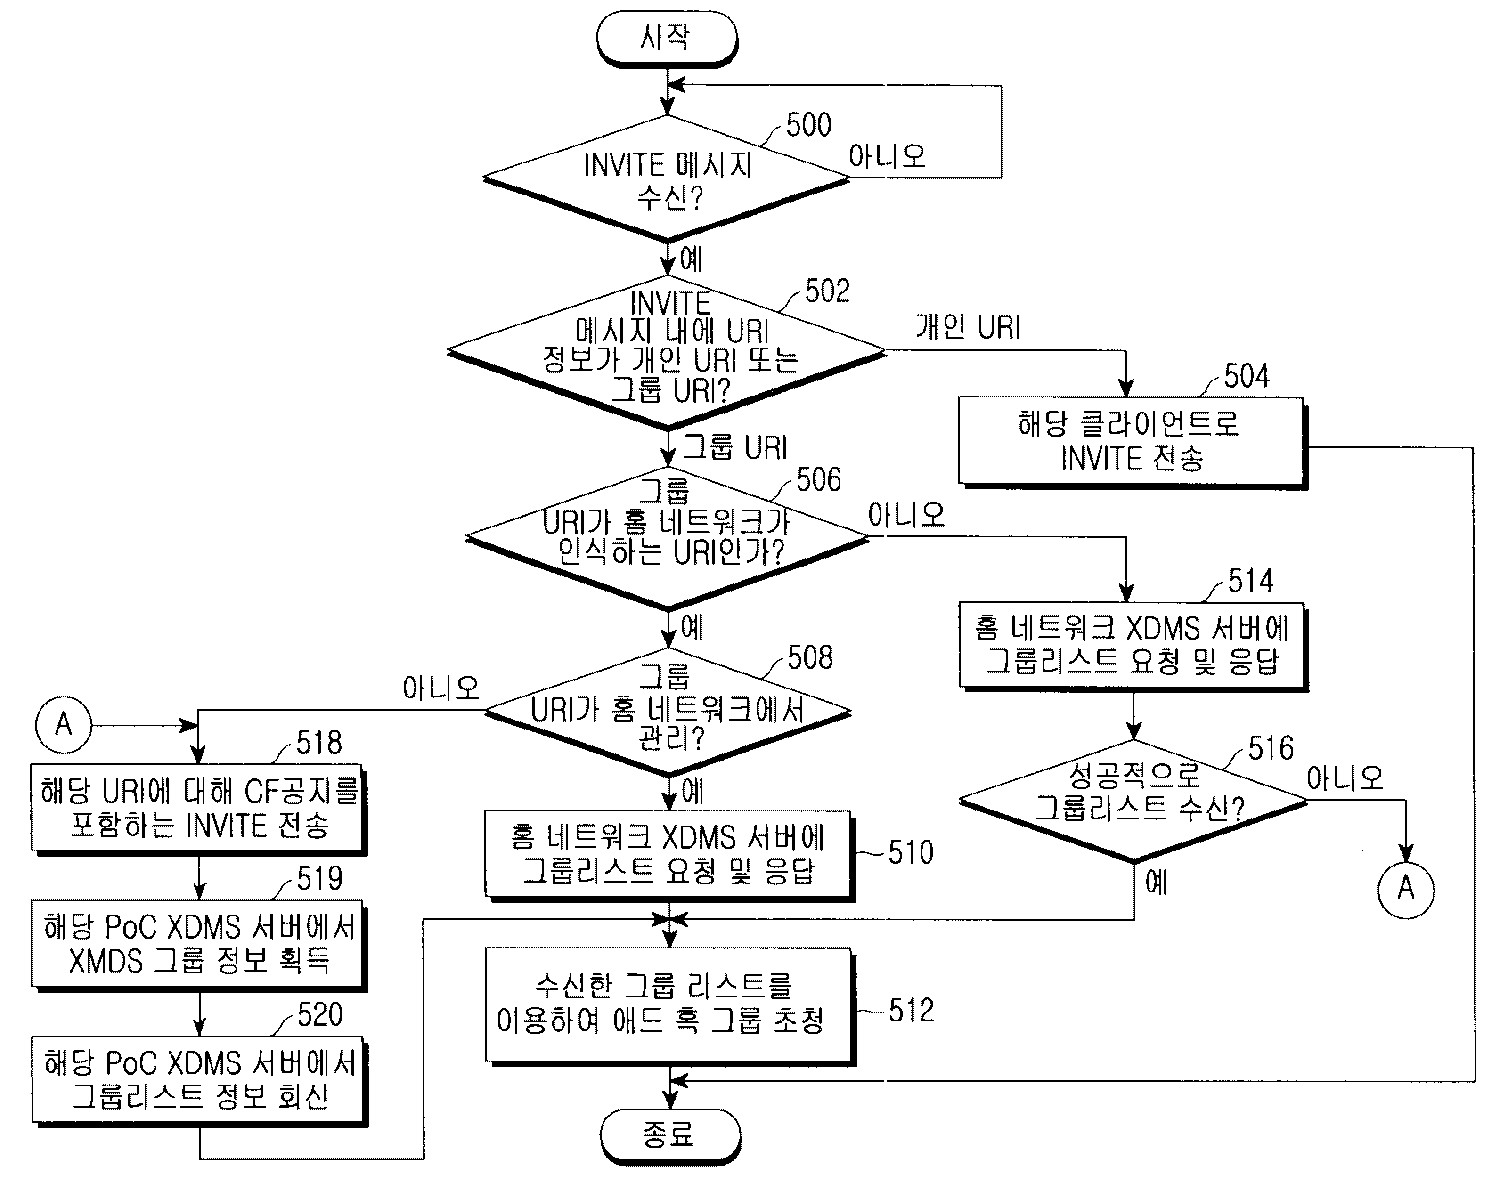 시작
500
INVITE 메시지
수신?
아니오
예
502
INVITE
메시지 내에 URI
정보가 개인 URI 또는
그룹 URI?
개인 URI
504
해당 클라이언트로
INVITE 전송
그룹 URI
506
그룹
URI가 홈 네트워크가
인식하는 URI인가?
아니오
514
홈 네트워크 XDMS 서버에
그룹리스트 요청 및 응답
예
508
그룹
URI가 홈 네트워크에서
관리?
아니오
A
518
해당 URI에 대해 CF공지를
포함하는 INVITE 전송
예
516
성공적으로
그룹리스트 수신?
아니오
A
예
홈 네트워크 XDMS 서버에
그룹리스트 요청 및 응답
510
519
해당 PoC XDMS 서버에서
XMDS 그룹 정보 획득
수신한 그룹 리스트를
이용하여 애드 혹 그룹 초청
512
520
해당 PoC XDMS 서버에서
그룹리스트 정보 회신
종료